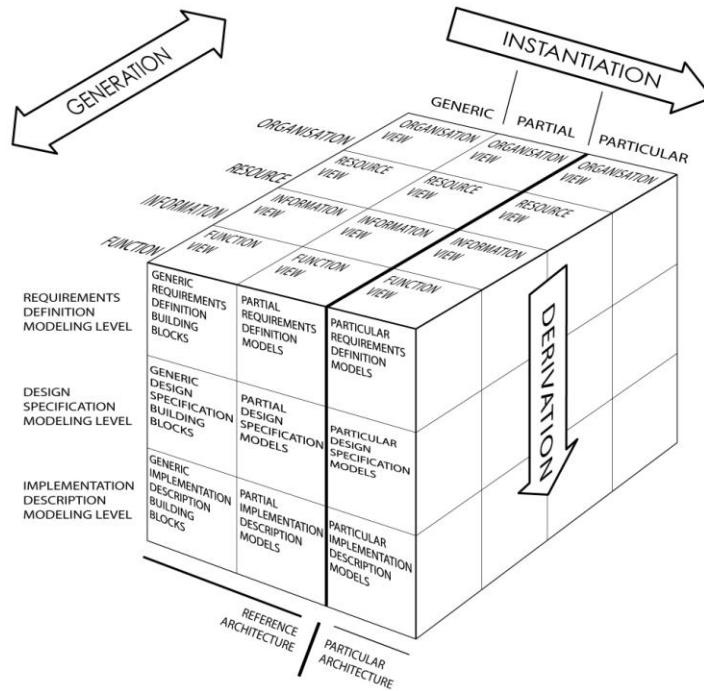 GENERATION
INSTANTIATION
GENERIC
PARTIAL
PARTICULAR
ORGANISATION
RESOURCE
INFORMATION
FUNCTION
ORGANISATION
VIEW
ORGANISATION
VIEW
ORGANISATION
VIEW
RESOURCE
VIEW
RESOURCE
VIEW
RESOURCE
VIEW
INFORMATION
VIEW
INFORMATION
VIEW
INFORMATION
VIEW
FUNCTION
VIEW
FUNCTION
VIEW
FUNCTION
VIEW
REQUIREMENTS
DEFINITION
MODELING LEVEL
GENERIC
REQUIREMENTS
DEFINITION
BUILDING
BLOCKS
PARTIAL
REQUIREMENTS
DEFINITION
MODELS
PARTICULAR
REQUIREMENTS
DEFINITION
MODELS
DERIVATION
DESIGN
SPECIFICATION
MODELING LEVEL
GENERIC
DESIGN
SPECIFICATION
BUILDING
BLOCKS
PARTIAL
DESIGN
SPECIFICATION
MODELS
PARTICULAR
DESIGN
SPECIFICATION
MODELS
IMPLEMENTATION
DESCRIPTION
MODELING LEVEL
GENERIC
IMPLEMENTATION
DESCRIPTION
BUILDING
BLOCKS
PARTIAL
IMPLEMENTATION
DESCRIPTION
MODELS
PARTICULAR
IMPLEMENTATION
DESCRIPTION
MODELS
REFERENCE
ARCHITECTURE
PARTICULAR
ARCHITECTURE